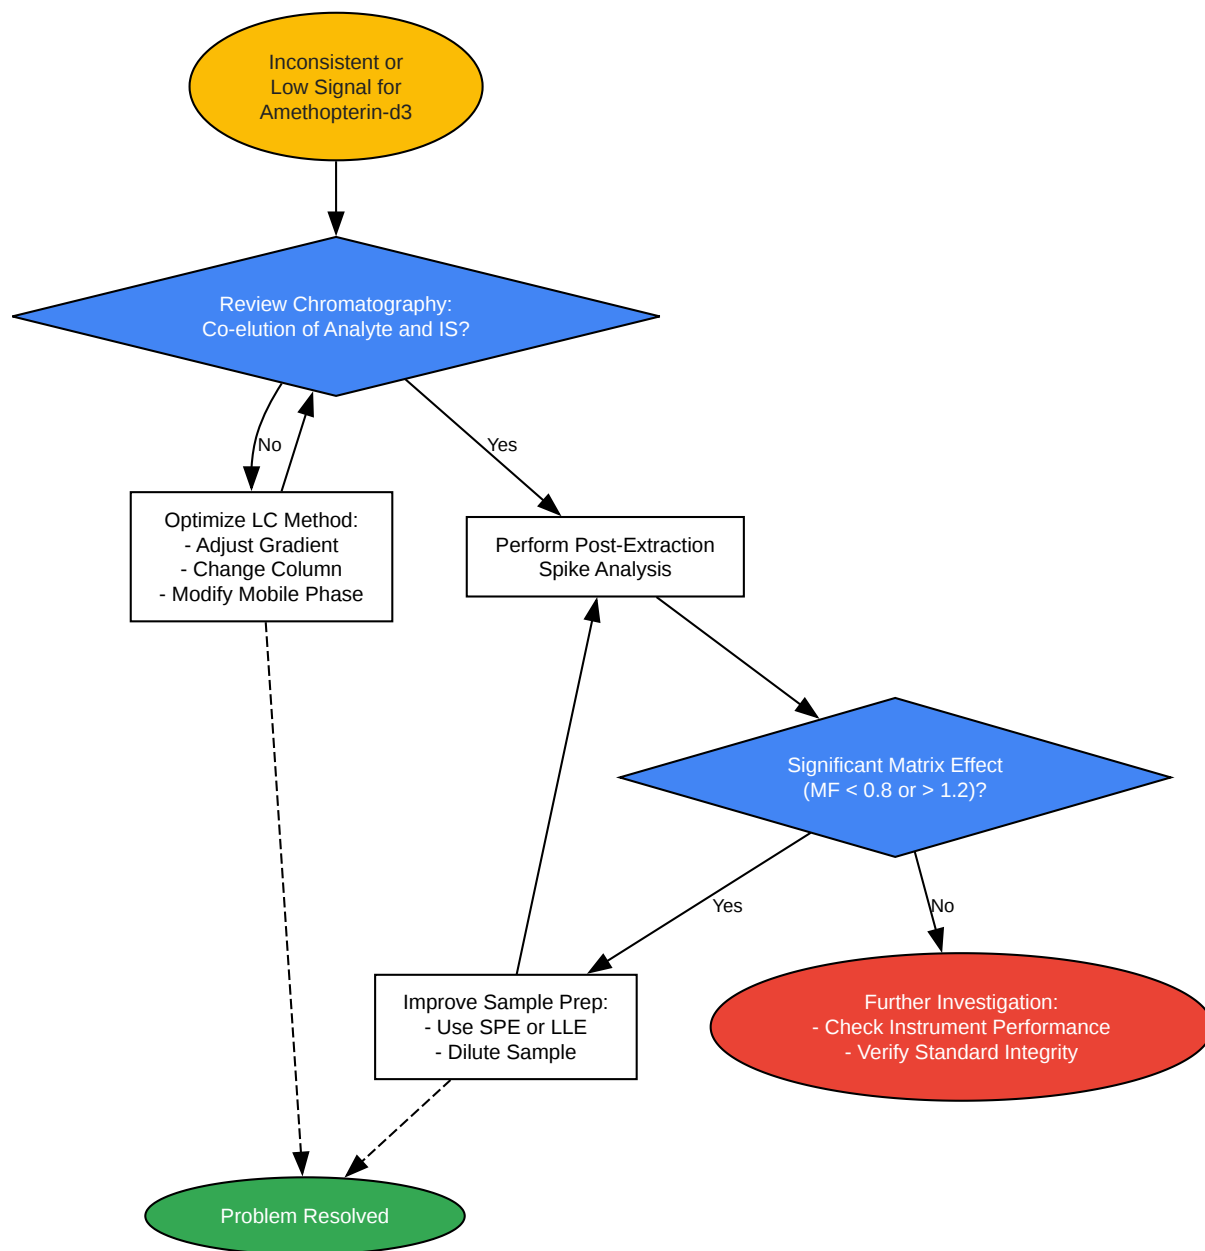 Inconsistent or
Low Signal for
Amethopterin-d3
Review Chromatography:
Co-elution of Analyte and IS?
No
Yes
Optimize LC Method:
- Adjust Gradient
- Change Column
- Modify Mobile Phase
Perform Post-Extraction
Spike Analysis
Significant Matrix Effect
(MF < 0.8 or > 1.2)?
Yes
No
Improve Sample Prep:
- Use SPE or LLE
- Dilute Sample
Further Investigation:
- Check Instrument Performance
- Verify Standard Integrity
Problem Resolved